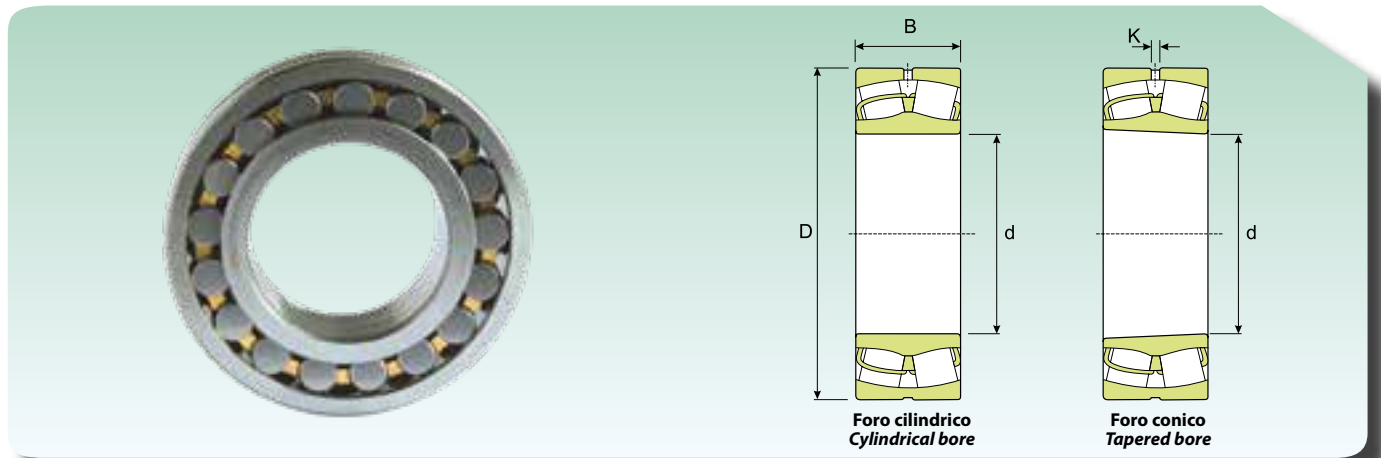 B
K
D
d
d
Foro cilindrico
Cylindrical bore
Foro conico
Tapered bore